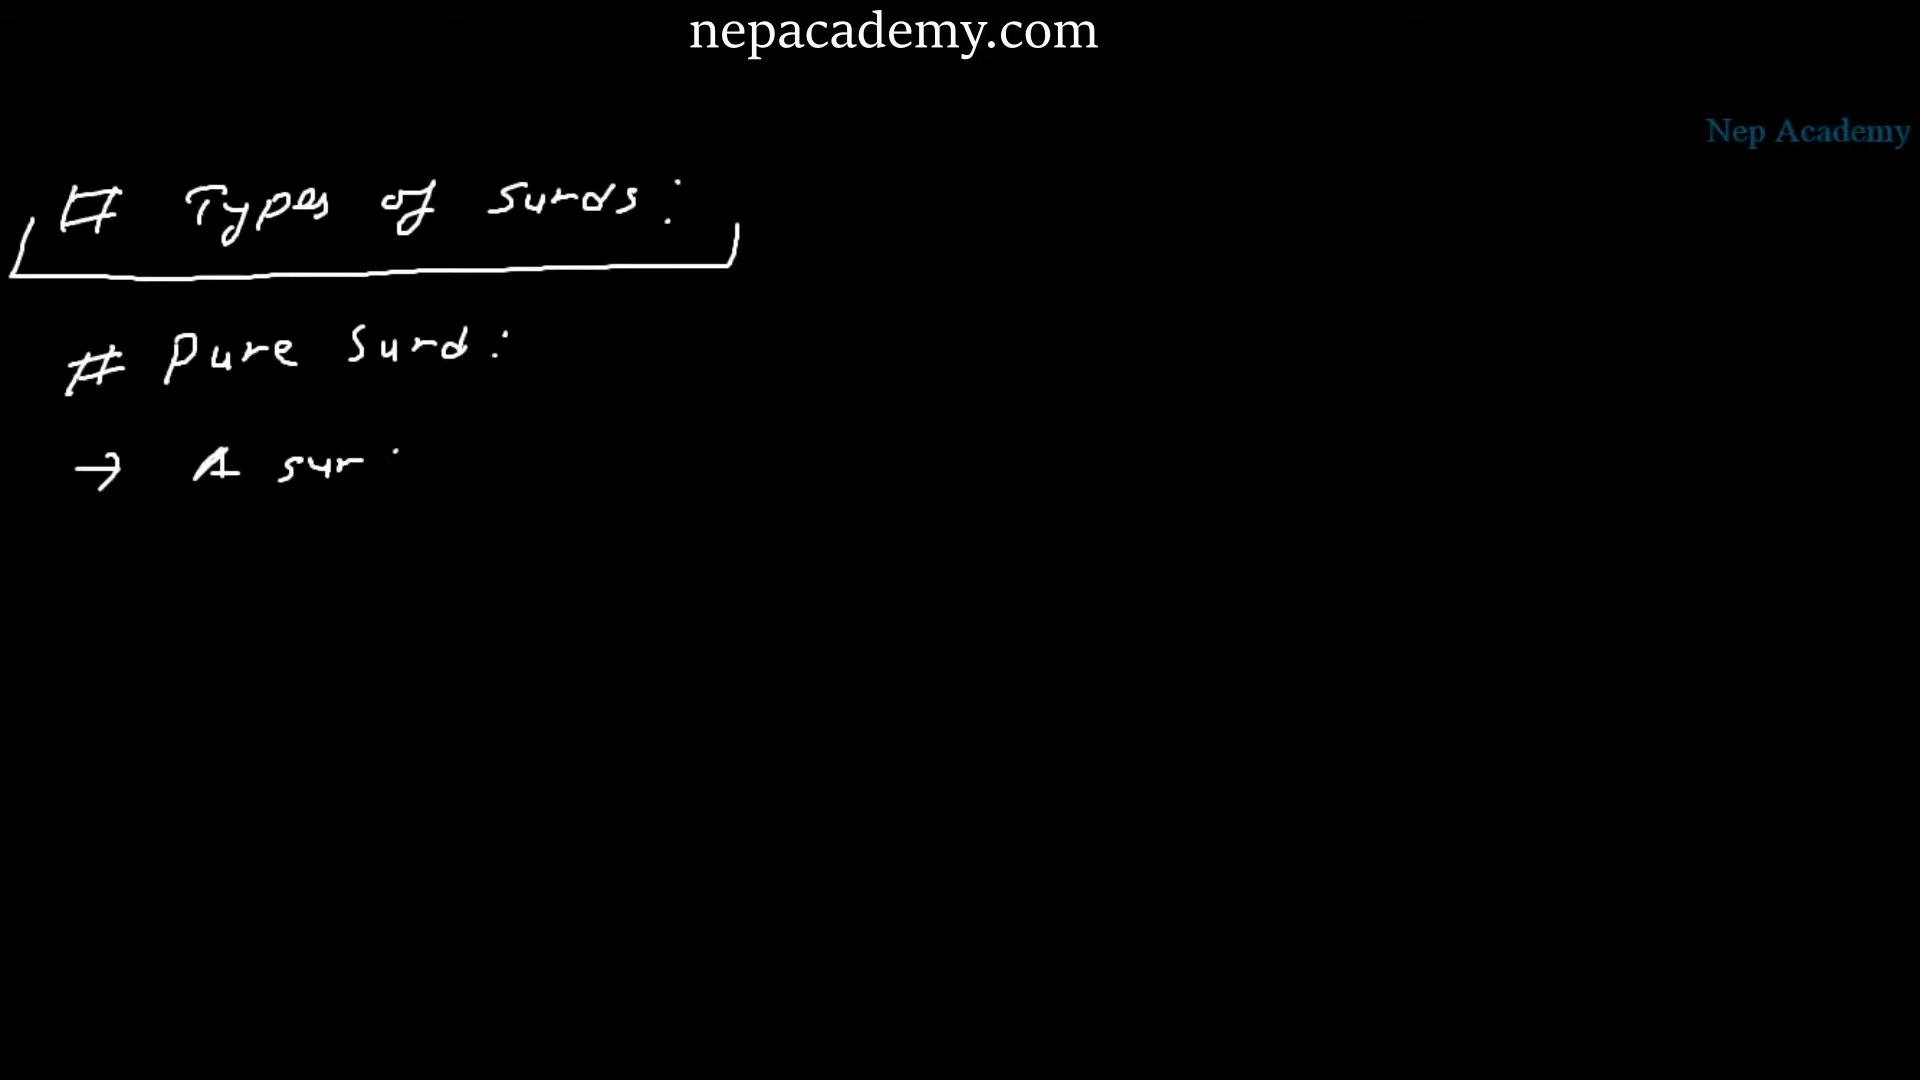 nepacademy.com
Nep Academy
# Types of Surds:
# Pure Surd:
→ A sur